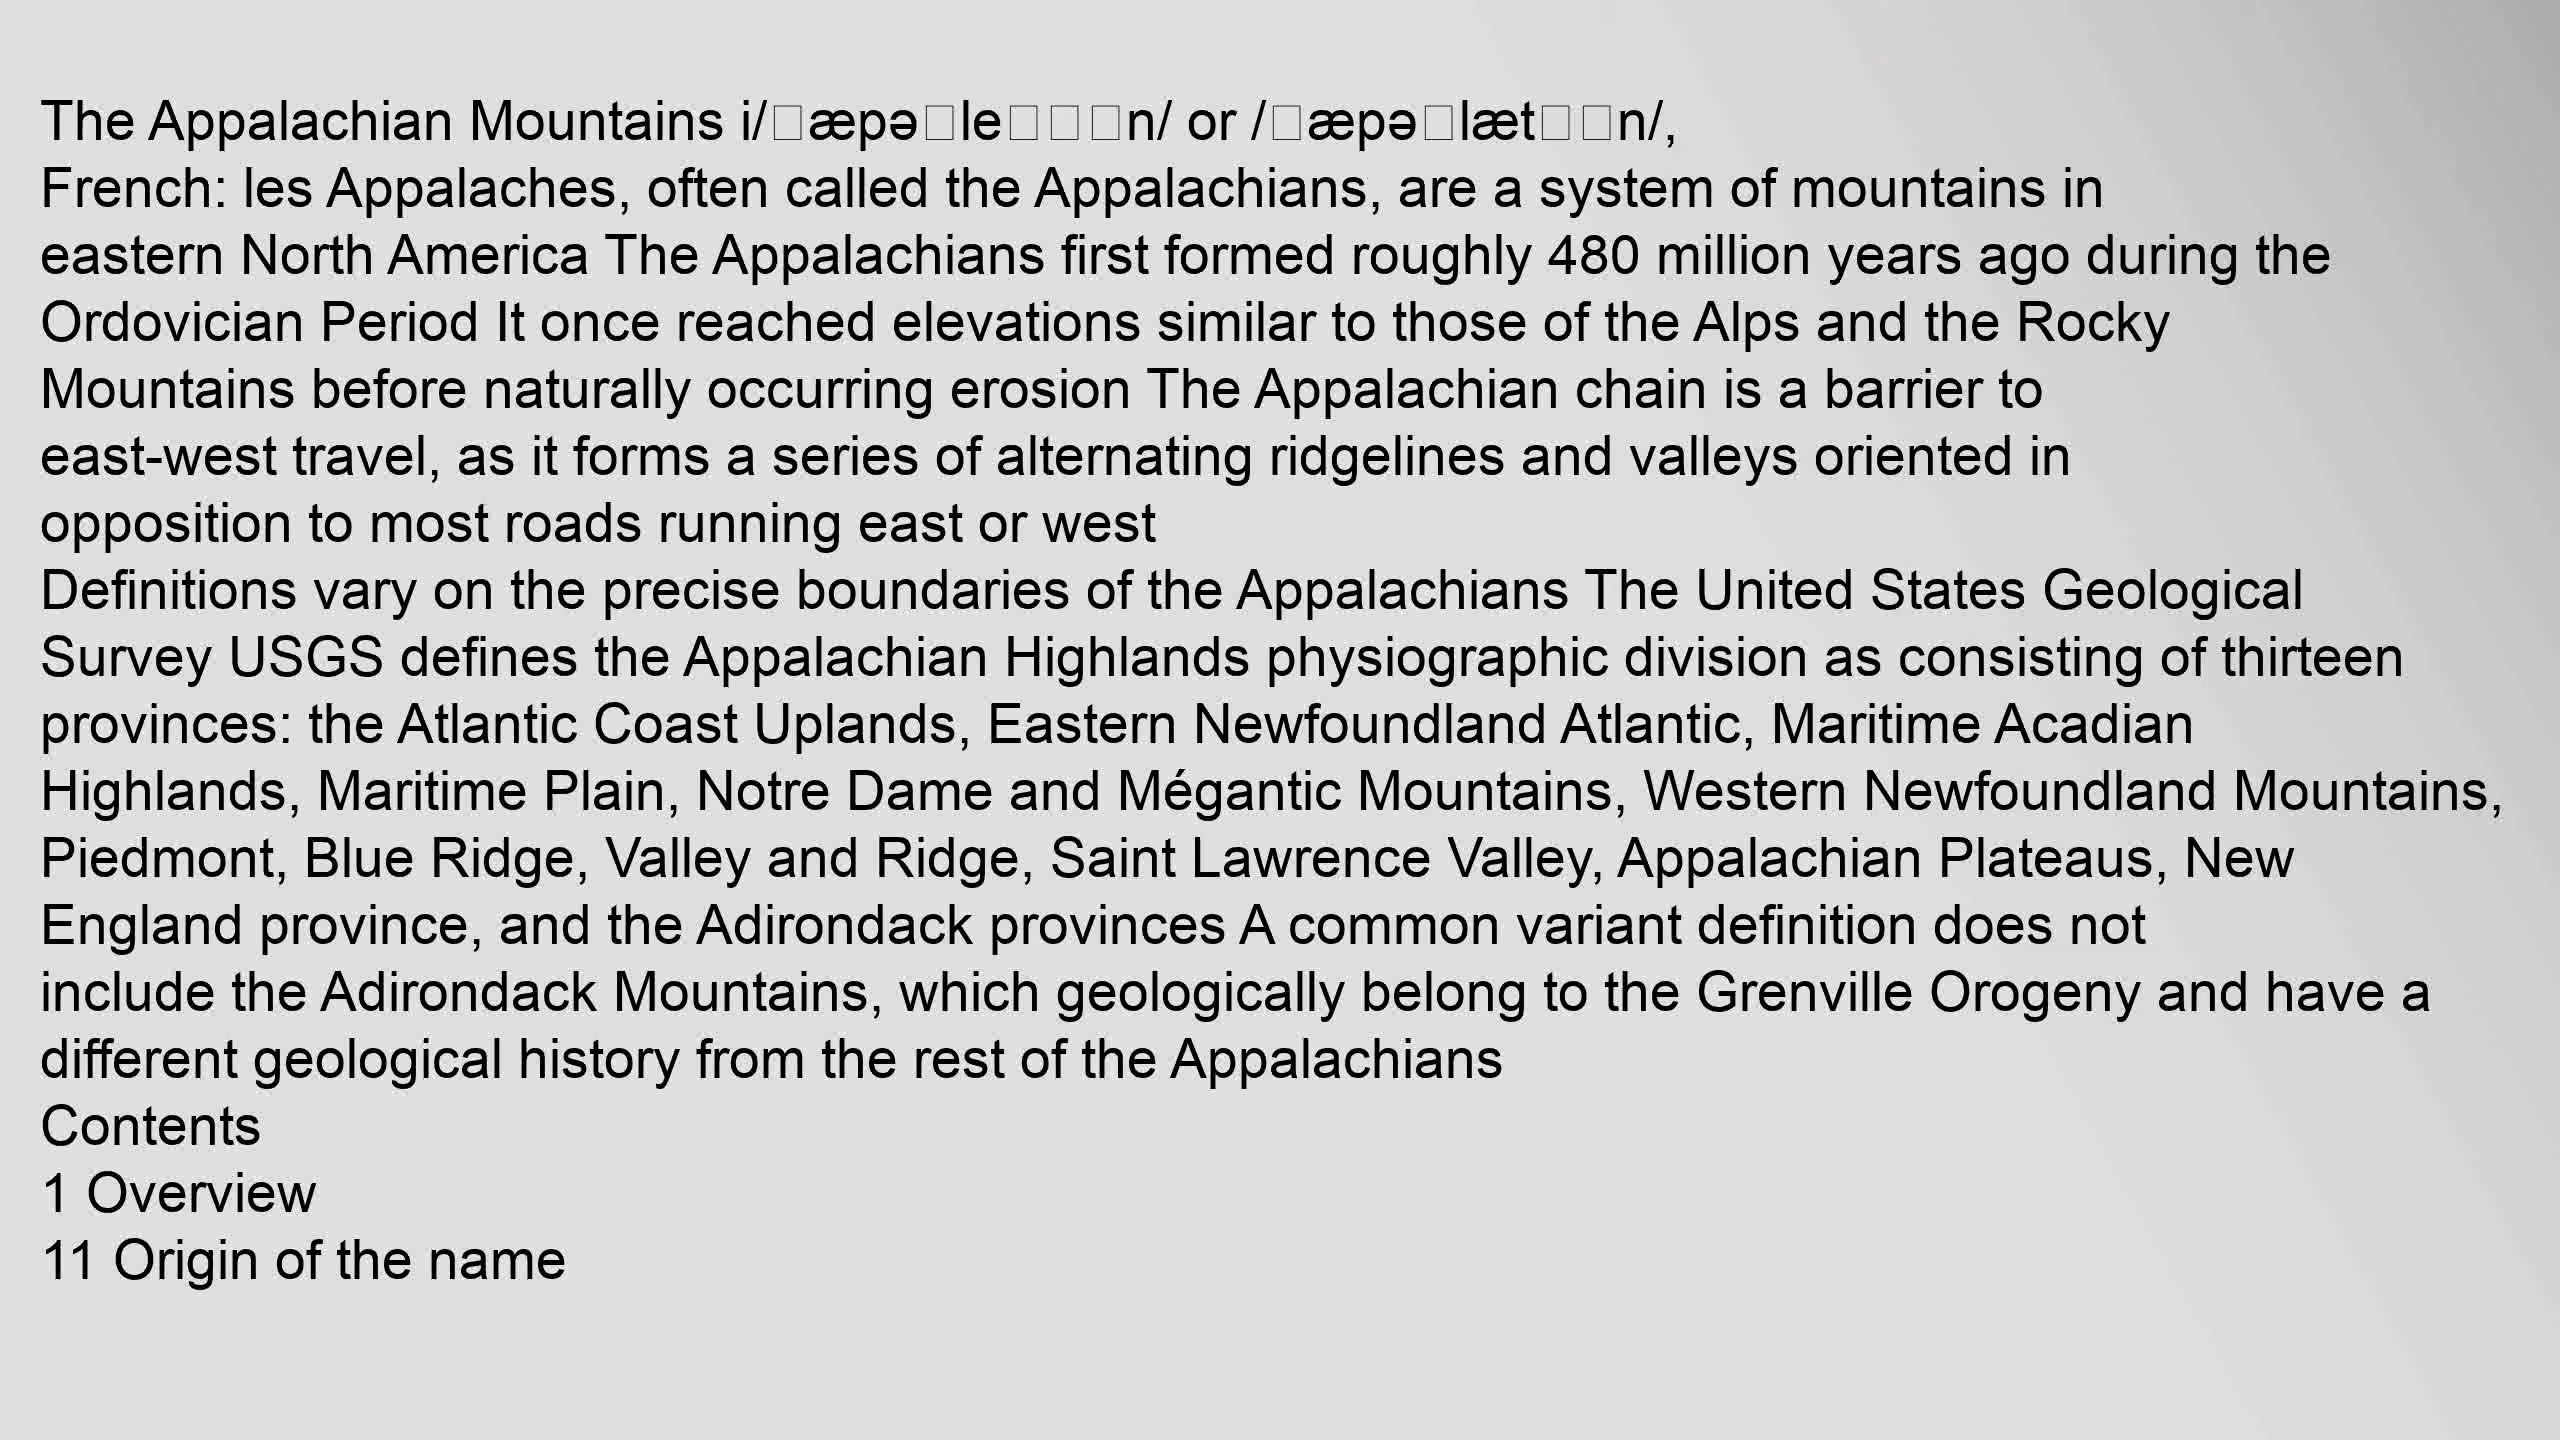 The Appalachian Mountains i/□æpə□le□□□n/ or /□æpə□læt□□n/,
French: les Appalaches, often called the Appalachians, are a system of mountains in
eastern North America The Appalachians first formed roughly 480 million years ago during the
Ordovician Period It once reached elevations similar to those of the Alps and the Rocky
Mountains before naturally occurring erosion The Appalachian chain is a barrier to
east-west travel, as it forms a series of alternating ridgelines and valleys oriented in
opposition to most roads running east or west
Definitions vary on the precise boundaries of the Appalachians The United States Geological
Survey USGS defines the Appalachian Highlands physiographic division as consisting of thirteen
provinces: the Atlantic Coast Uplands, Eastern Newfoundland Atlantic, Maritime Acadian
Highlands, Maritime Plain, Notre Dame and Mégantic Mountains, Western Newfoundland Mountains,
Piedmont, Blue Ridge, Valley and Ridge, Saint Lawrence Valley, Appalachian Plateaus, New
England province, and the Adirondack provinces A common variant definition does not
include the Adirondack Mountains, which geologically belong to the Grenville Orogeny and have a
different geological history from the rest of the Appalachians
Contents
1 Overview
11 Origin of the name